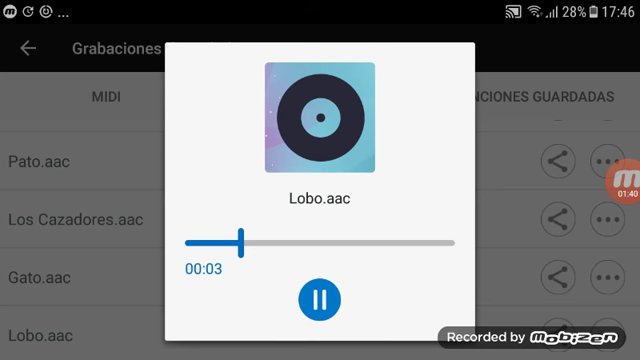 ... 28% 17:46
Grabaciones
MIDI
NCIONES GUARDADAS
Pato.aac
Los Cazadores.aac
Gato.aac
Lobo.aac
Lobo.aac
00:03
01:40
Recorded by Mobizen